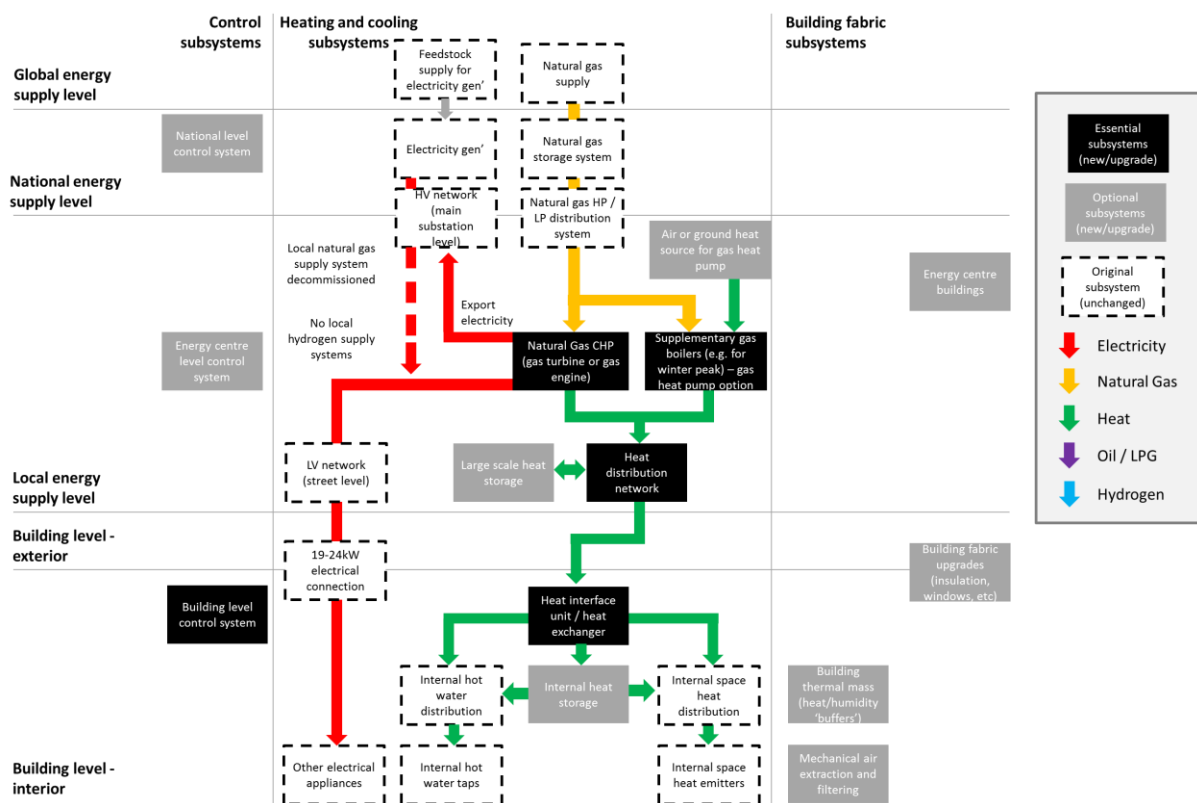 Control
subsystems
Heating and cooling
subsystems
Building fabric
subsystems
Global energy
supply level
Feedstock
supply for
electricity gen’
Natural gas
supply
National level
control system
Electricity gen’
Natural gas
storage system
National energy
supply level
HV network
(main
substation
level)
Natural gas HP /
LP distribution
system
Local natural gas
supply system
decommissioned
Air or ground heat
source for gas heat
pump
Energy centre
buildings
Export
electricity
No local
hydrogen supply
systems
Energy centre
level control
system
Natural Gas CHP
(gas turbine or gas
engine)
Supplementary gas
boilers (e.g. for
winter peak) – gas
heat pump option
LV network
(street level)
Large scale heat
storage
Heat
distribution
network
Local energy
supply level
Building level -
exterior
19-24kW
electrical
connection
Building fabric
upgrades
(insulation,
windows, etc)
Building level
control system
Heat interface
unit / heat
exchanger
Internal hot
water
distribution
Internal heat
storage
Internal space
heat
distribution
Building
thermal mass
(heat/humidity
‘buffers’)
Building level -
interior
Other electrical
appliances
Internal hot
water taps
Internal space
heat emitters
Mechanical air
extraction and
filtering
Essential
subsystems
(new/upgrade)
Optional
subsystems
(new/upgrade)
Original
subsystem
(unchanged)
Electricity
Natural Gas
Heat
Oil / LPG
Hydrogen